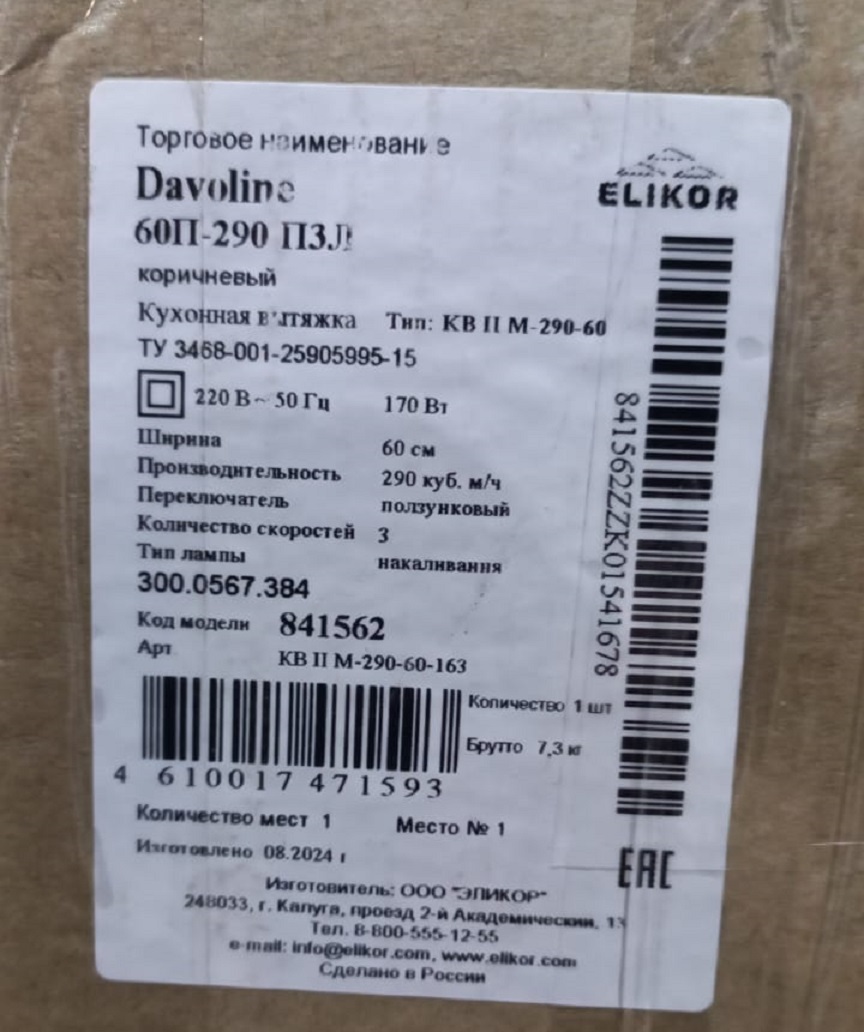 Торговое наименование
ELIKOR
Davoline
60П-290 ПЗЛ
коричневый
Кухонная вытяжка Тип: КВ II М-290-60
ТУ 3468-001-25905995-15
220 В ~ 50 Гц 170 Вт
Ширина 60 см
Производительность 290 куб. м/ч
Переключатель ползунковый
Количество скоростей 3
Тип лампы накаливания
300.0567.384
Код модели 841562
Арт КВ II М-290-60-163
841562ZZK01541678
Количество 1 шт
Брутто 7,3 кг
4 610017 471593
Количество мест 1 Место № 1
Изготовлено 08.2024 г
EAC
Изготовитель: ООО "ЭЛИКОР"
248033, г. Калуга, проезд 2-й Академический, 13
Тел. 8-800-555-12-55
e-mail: info@elikor.com, www.elikor.com
Сделано в России